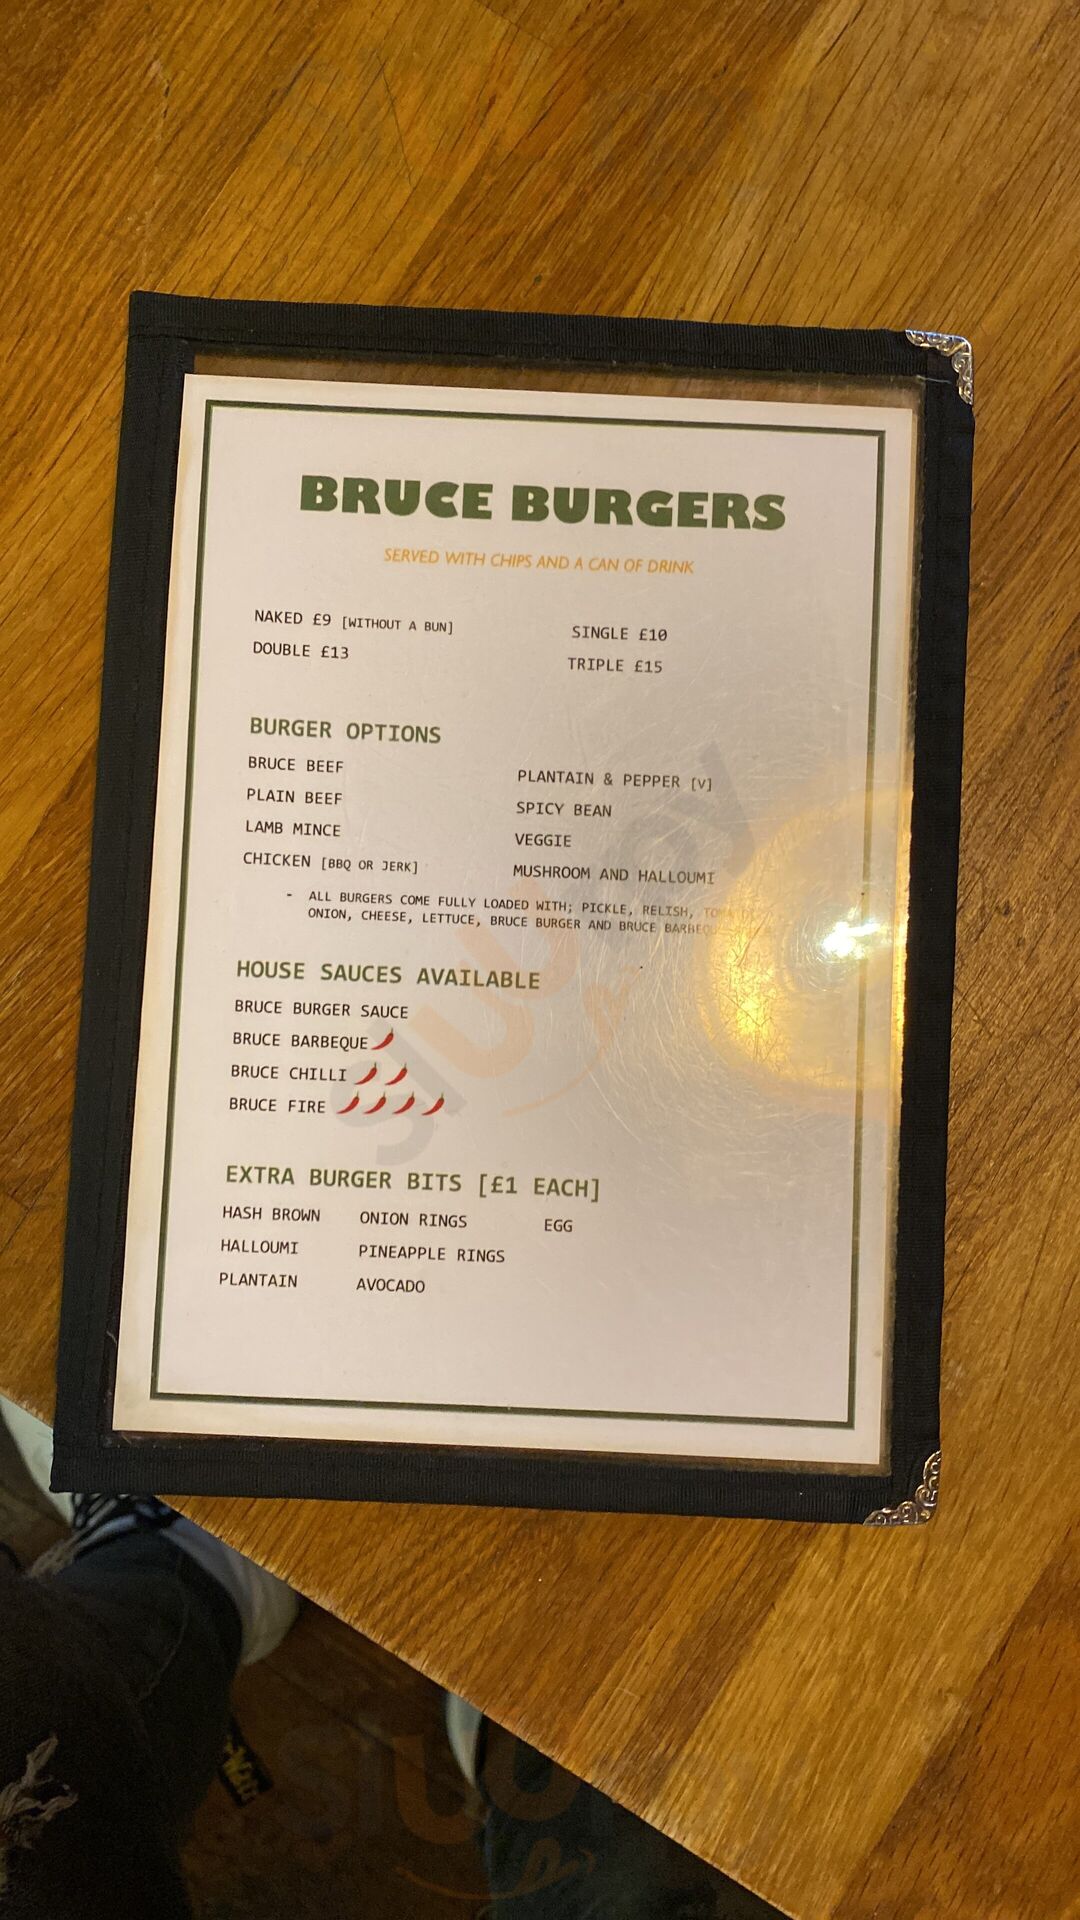 BRUCE BURGERS
SERVED WITH CHIPS AND A CAN OF DRINK
NAKED £9 [WITHOUT A BUN]
SINGLE £10
DOUBLE £13
TRIPLE £15
BURGER OPTIONS
BRUCE BEEF
PLANTAIN & PEPPER [V]
PLAIN BEEF
SPICY BEAN
LAMB MINCE
VEGGIE
CHICKEN [BBQ OR JERK]
MUSHROOM AND HALLOUMI
- ALL BURGERS COME FULLY LOADED WITH; PICKLE, RELISH,
ONION, CHEESE, LETTUCE, BRUCE BURGER AND BRUCE
HOUSE SAUCES AVAILABLE
BRUCE BURGER SAUCE
BRUCE BARBEQUE
BRUCE CHILLI
BRUCE FIRE
EXTRA BURGER BITS [£1 EACH]
HASH BROWN ONION RINGS EGG
HALLOUMI PINEAPPLE RINGS
PLANTAIN AVOCADO
sluurpy
sluurpy